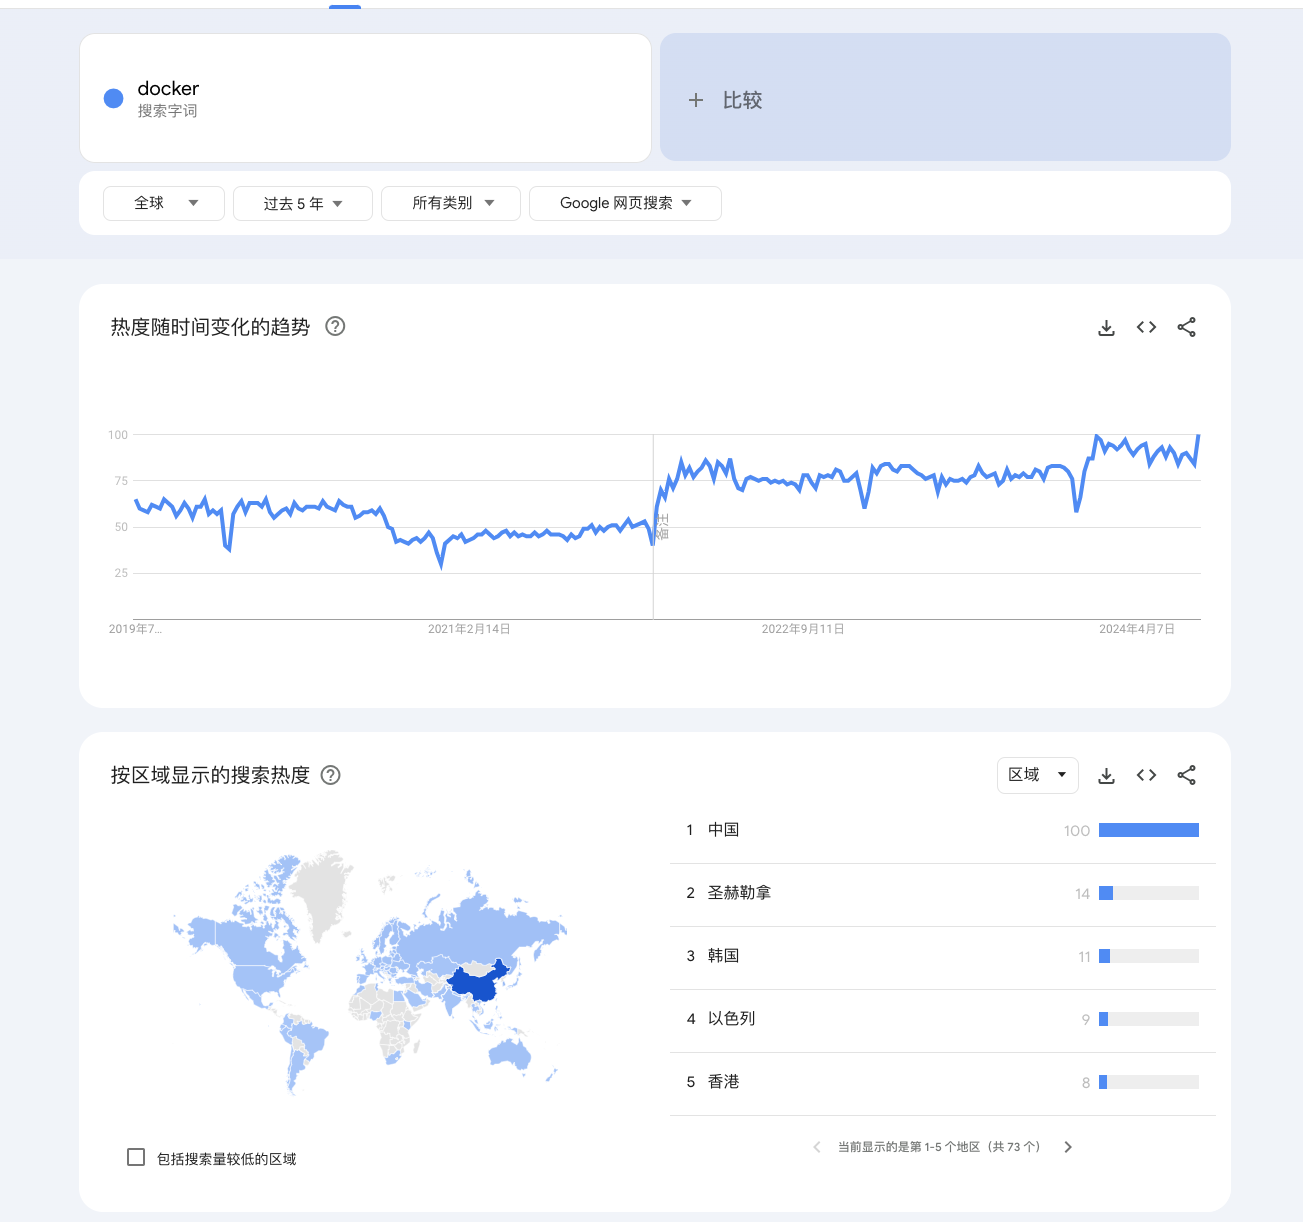 docker
搜索字词
比较
全球
过去 5 年
所有类别
Google 网页搜索
热度随时间变化的趋势
100
75
50
25
备注
2019年7...
2021年2月14日
2022年9月11日
2024年4月7日
按区域显示的搜索热度
区域
1 中国 100
2 圣赫勒拿 14
3 韩国 11
4 以色列 9
5 香港 8
包括搜索量较低的区域
当前显示的是第 1-5 个地区（共 73 个）